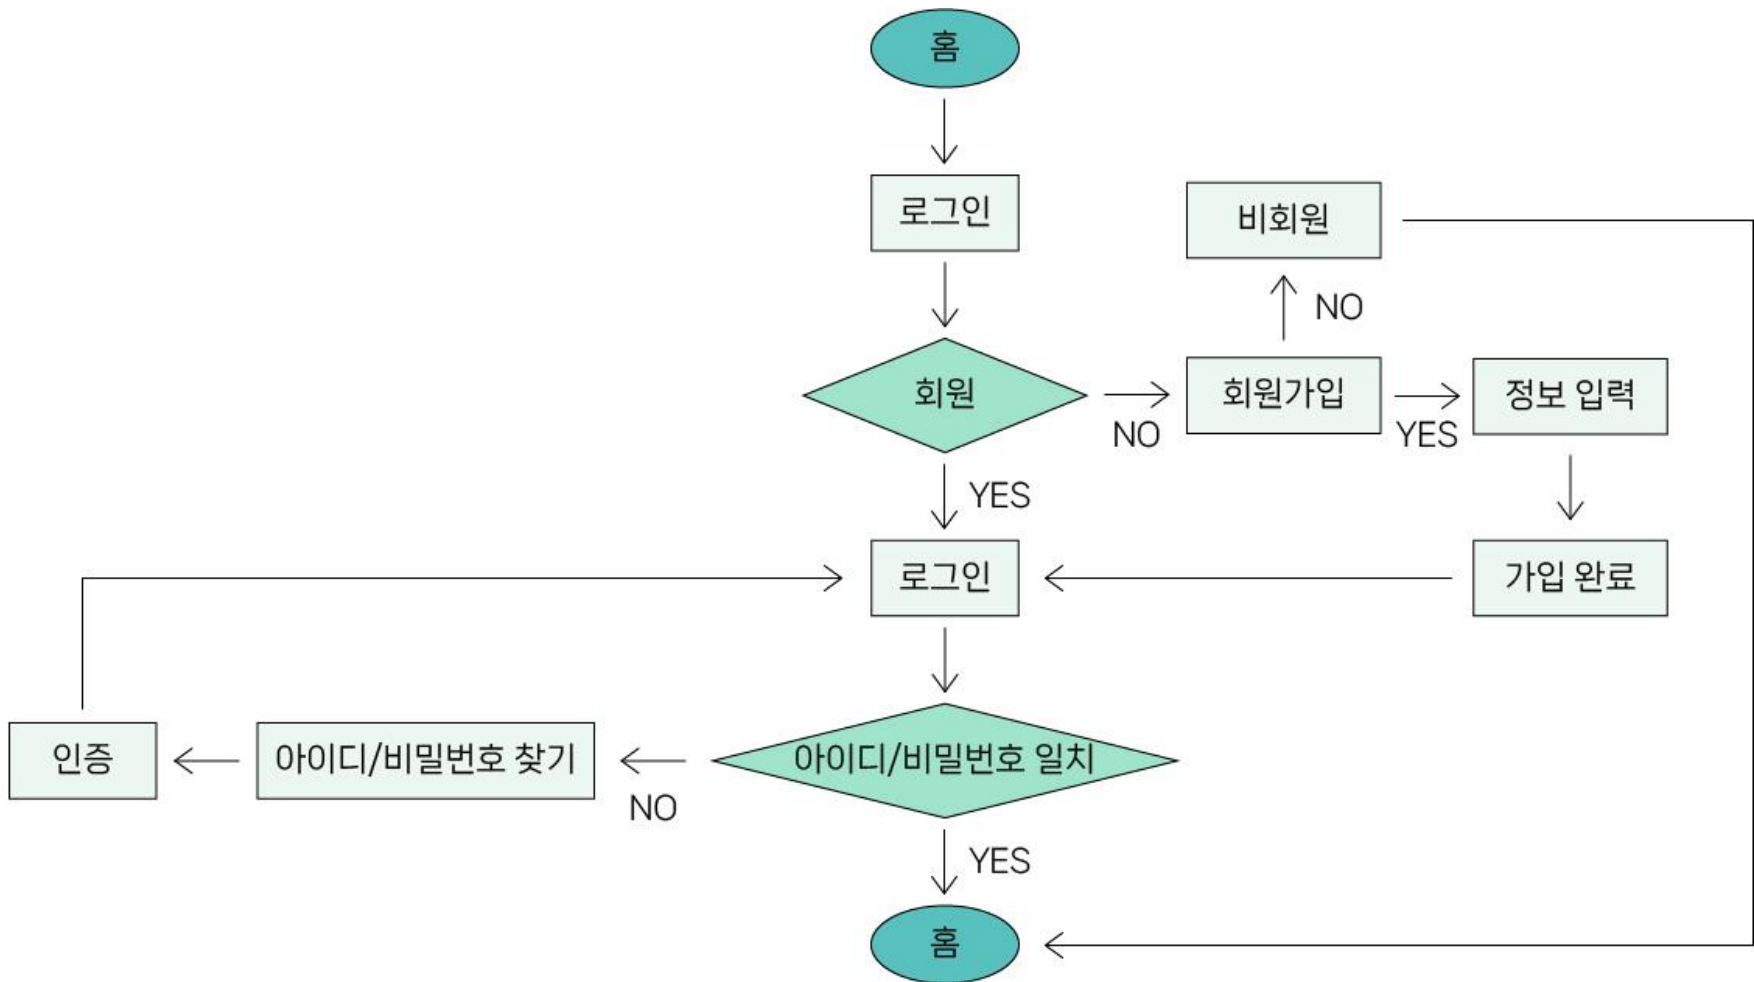 홈
로그인
비회원
NO
회원
NO
회원가입
YES
정보 입력
YES
로그인
가입 완료
인증
아이디/비밀번호 찾기
NO
아이디/비밀번호 일치
YES
홈